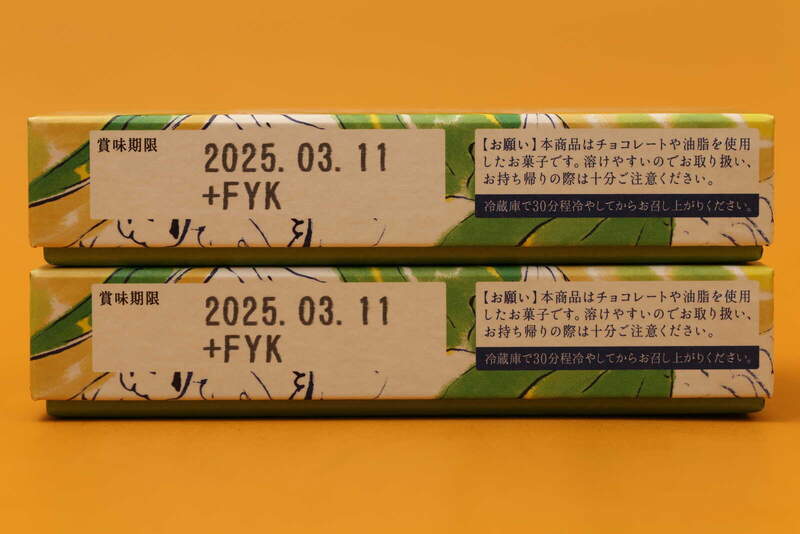 賞味期限
2025. 03. 11
+FYK
【お願い】本商品はチョコレートや油脂を使用
したお菓子です。溶けやすいのでお取り扱い、
お持ち帰りの際は十分ご注意ください。
冷蔵庫で30分程冷やしてからお召し上がりください。
賞味期限
2025. 03. 11
+FYK
【お願い】本商品はチョコレートや油脂を使用
したお菓子です。溶けやすいのでお取り扱い、
お持ち帰りの際は十分ご注意ください。
冷蔵庫で30分程冷やしてからお召し上がりください。